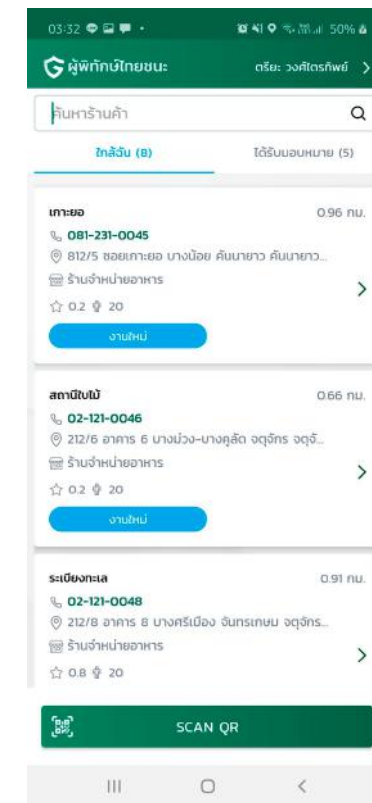 03:32
50%
ผู้พิทักษ์ไทยชนะ
ตรียะ วงศ์ไตรทิพย์
ค้นหาร้านค้า
ใกล้ฉัน (8)
ได้รับมอบหมาย (5)
เกาะยอ
0.96 กม.
081-231-0045
812/5 ซอยเกาะยอ บางน้อย คันนายาว คันนายาว...
ร้านจำหน่ายอาหาร
0.2 20
งานใหม่
สถานีใบไม้
0.66 กม.
02-121-0046
212/6 อาคาร 6 บางม่วง-บางคูลัด จตุจักร จตุจั...
ร้านจำหน่ายอาหาร
0.2 20
งานใหม่
ระเบียงทะเล
0.91 กม.
02-121-0048
212/8 อาคาร 8 บางศรีเมือง จันทรเกษม จตุจักร...
ร้านจำหน่ายอาหาร
0.8 20
SCAN QR